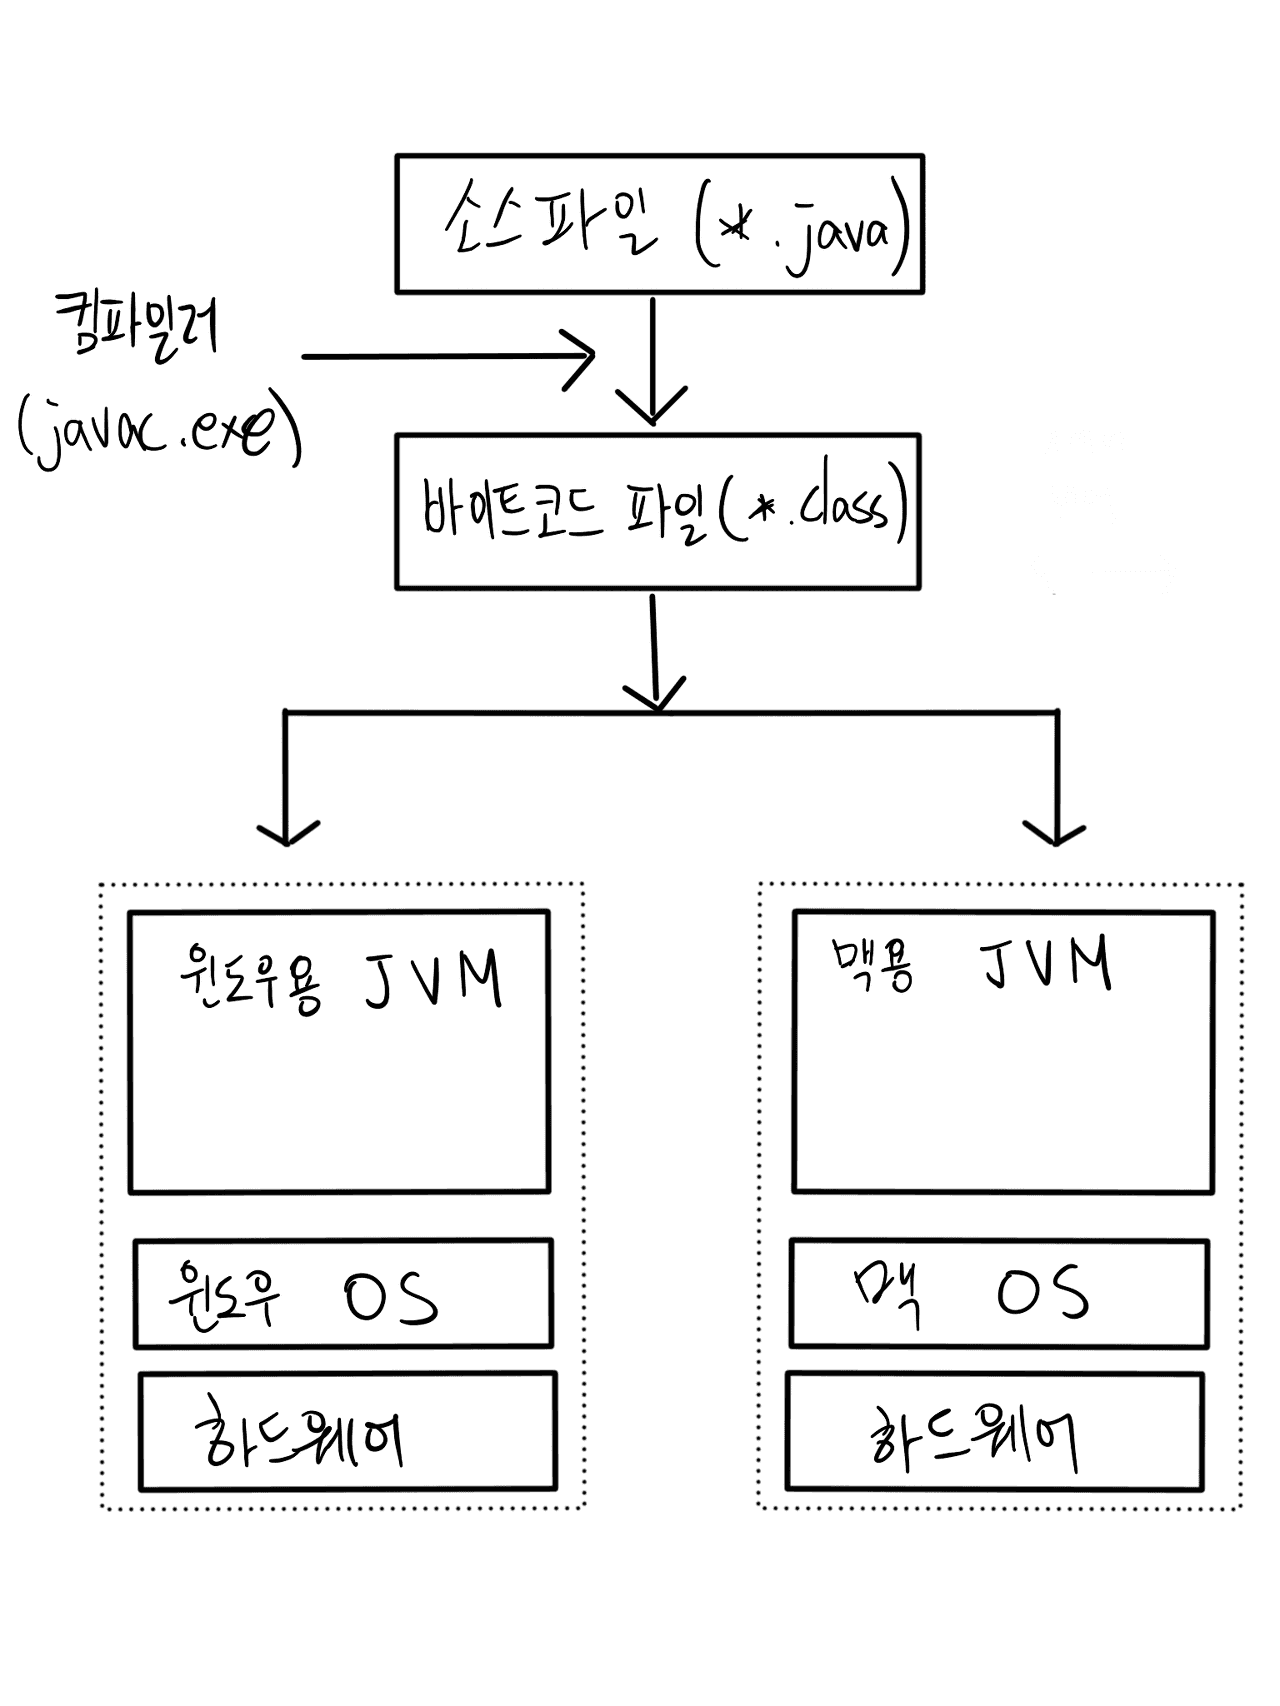 소스파일 (*.java)
컴파일러
(javac.exe)
바이트코드 파일(*.class)
윈도우용 JVM
윈도우 OS
하드웨어
맥용 JVM
맥 OS
하드웨어